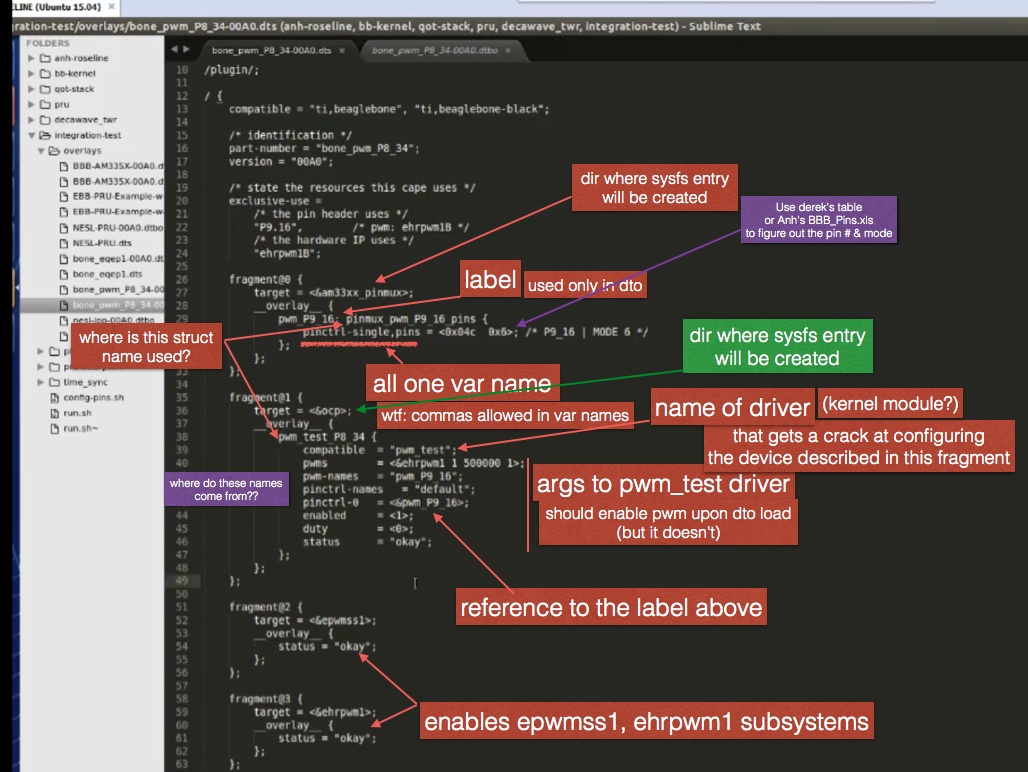 LINE (Ubuntu 15.04)
ration-test/overlays/bone_pwm_P8_34-00A0.dts (anh-roseline, bb-kernel, qot-stack, pru, decawave_twr, integration-test) - Sublime Text
FOLDERS
anh-roseline
bb-kernel
qot-stack
pru
decawave_twr
integration-test
overlays
BBB-AM335X-00A0.d
BBB-AM335X-00A0.d
EBB-PRU-Example-w
EBB-PRU-Example-w
NESL-PRU-00A0.dtbo
NESL-PRU.dts
bone_eqep1-00A0.dt
bone_eqep1.dts
bone_pwm_P8_34-00
bone_pwm_P8_34-00
time_sync
config-pins.sh
run.sh
run.sh~
bone_pwm_P8_34-00A0.dts
bone_pwm_P8_34-00A0.dtbo
10 /plugin/;
11
12 / {
13 compatible = "ti,beaglebone", "ti,beaglebone-black";
14
15 /* identification */
16 part-number = "bone_pwm_P8_34";
17 version = "00A0";
18
19 /* state the resources this cape uses */
20 exclusive-use =
21 /* the pin header uses */
22 "P9.16", /* pwm: ehrpwm1B */
23 /* the hardware IP uses */
24 "ehrpwm1B";
25
26 fragment@0 {
27 target = <&am33xx_pinmux>;
28 __overlay__ {
29 pwm_P9_16: pinmux_pwm_P9_16_pins {
30 pinctrl-single,pins = <0x04c 0x6>; /* P9_16 | MODE 6 */
31 };
32 };
33 };
34
35 fragment@1 {
36 target = <&ocp>;
37 __overlay__ {
38 pwm_test_P8_34 {
39 compatible = "pwm_test";
40 pwms = <&ehrpwm1 1 500000 1>;
pwm-names = "pwm_P9_16";
pinctrl-names = "default";
pinctrl-0 = <&pwm_P9_16>;
44 enabled = <1>;
45 duty = <0>;
46 status = "okay";
47 };
48 };
49 };
50
51 fragment@2 {
52 target = <&epwmss1>;
53 __overlay__ {
54 status = "okay";
55 };
56 };
57
58 fragment@3 {
59 target = <&ehrpwm1>;
60 __overlay__ {
61 status = "okay";
62 };
63 };
dir where sysfs entry
will be created
Use derek's table
or Anh's BBB_Pins.xls
to figure out the pin # & mode
label
used only in dto
where is this struct
name used?
dir where sysfs entry
will be created
all one var name
wtf: commas allowed in var names
name of driver
(kernel module?)
that gets a crack at configuring
the device described in this fragment
where do these names
come from??
args to pwm_test driver
should enable pwm upon dto load
(but it doesn't)
reference to the label above
enables epwmss1, ehrpwm1 subsystems